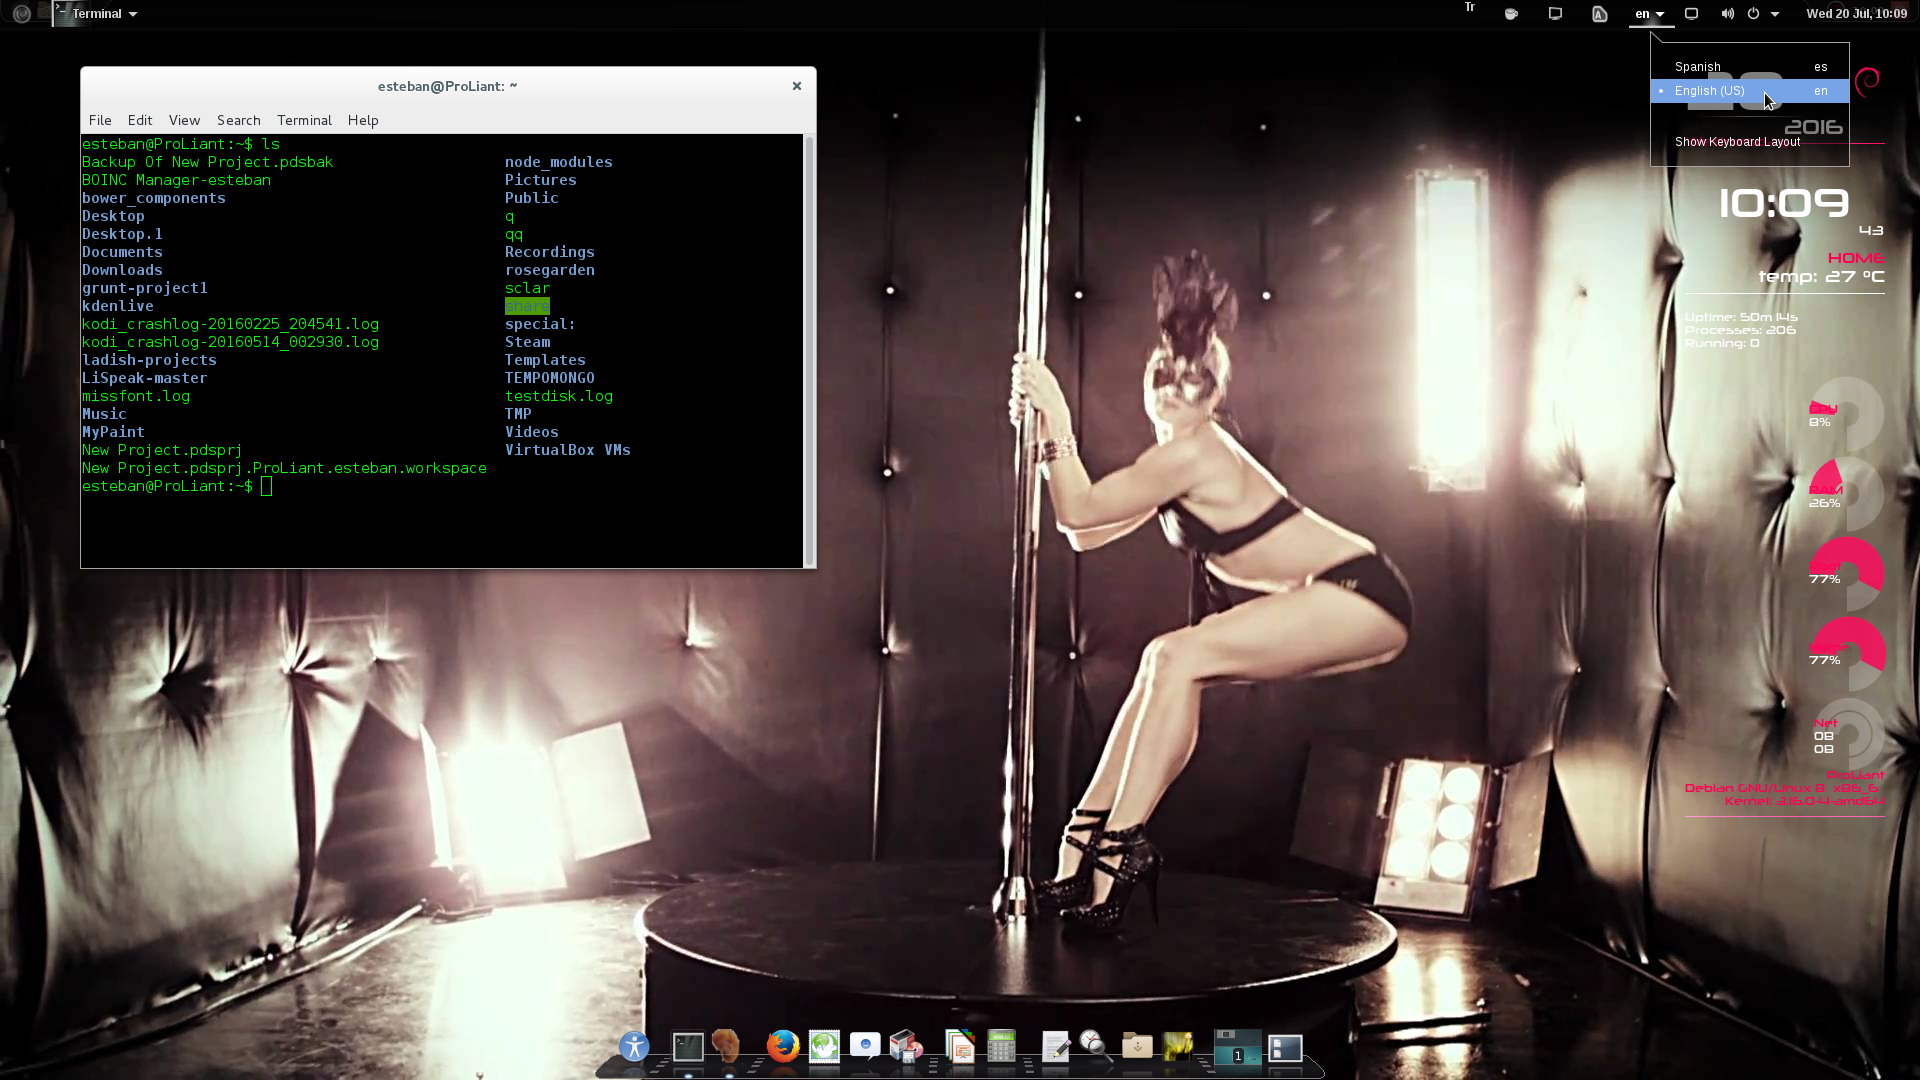 Terminal
Tr
en
Wed 20 Jul, 10:09
esteban@ProLiant: ~
File Edit View Search Terminal Help
esteban@ProLiant:~$ ls
Backup Of New Project.pdsbak node_modules
BOINC Manager-esteban Pictures
bower_components Public
Desktop q
Desktop.1 qq
Documents Recordings
Downloads rosegarden
grunt-project1 sclar
kdenlive share
kodi_crashlog-20160225_204541.log special:
kodi_crashlog-20160514_002930.log Steam
ladish-projects Templates
LiSpeak-master TEMPOMONGO
missfont.log testdisk.log
Music TMP
MyPaint Videos
New Project.pdsprj VirtualBox VMs
New Project.pdsprj.ProLiant.esteban.workspace
esteban@ProLiant:~$
Spanish es
English (US) en
2016
Show Keyboard Layout
10:09
43
HOME
temp: 27 °C
Uptime: 50m 14s
Processes: 206
Running: 0
CPU
8%
RAM
26%
Root
77%
77%
Net
0B
0B
ProLiant
Debian GNU/Linux 8 x86_6
Kernel: 3.16.0-4-amd64
1